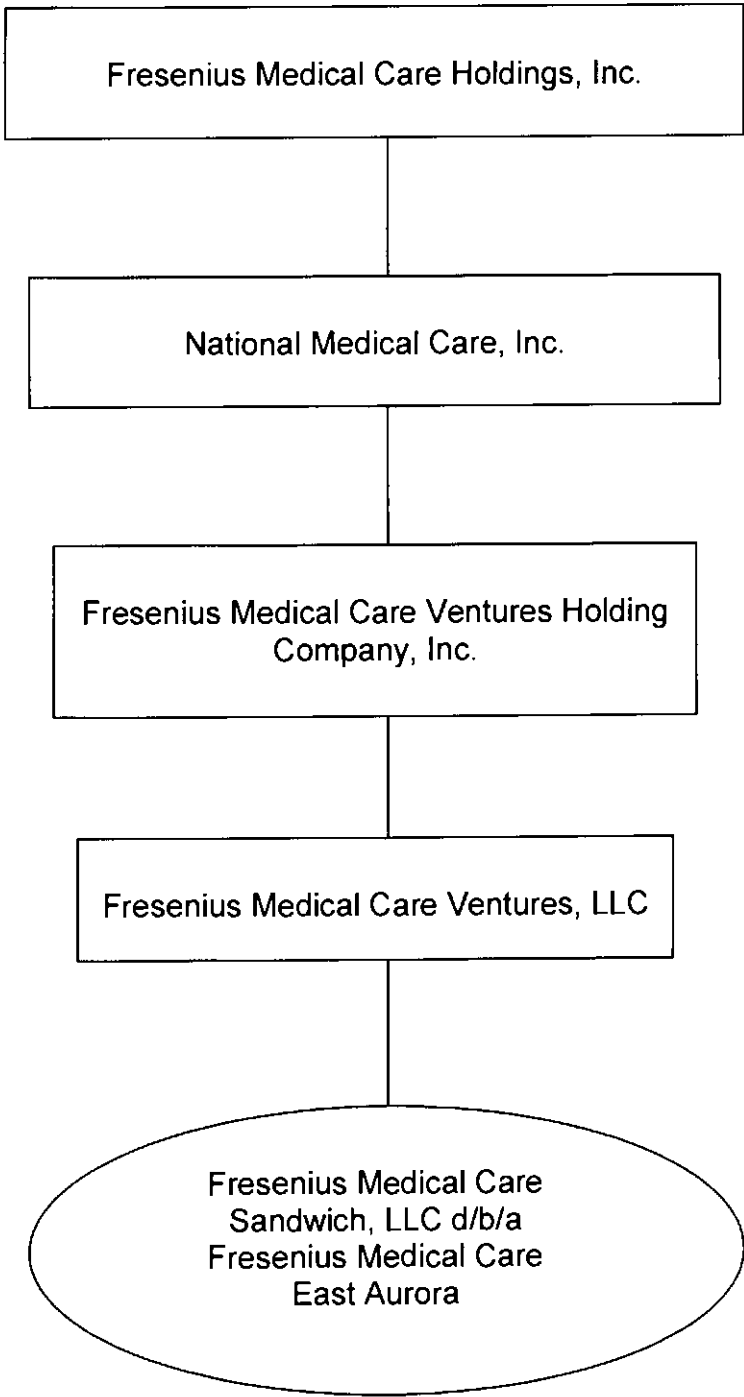 Fresenius Medical Care Holdings, Inc.
National Medical Care, Inc.
Fresenius Medical Care Ventures Holding
Company, Inc.
Fresenius Medical Care Ventures, LLC
Fresenius Medical Care
Sandwich, LLC d/b/a
Fresenius Medical Care
East Aurora